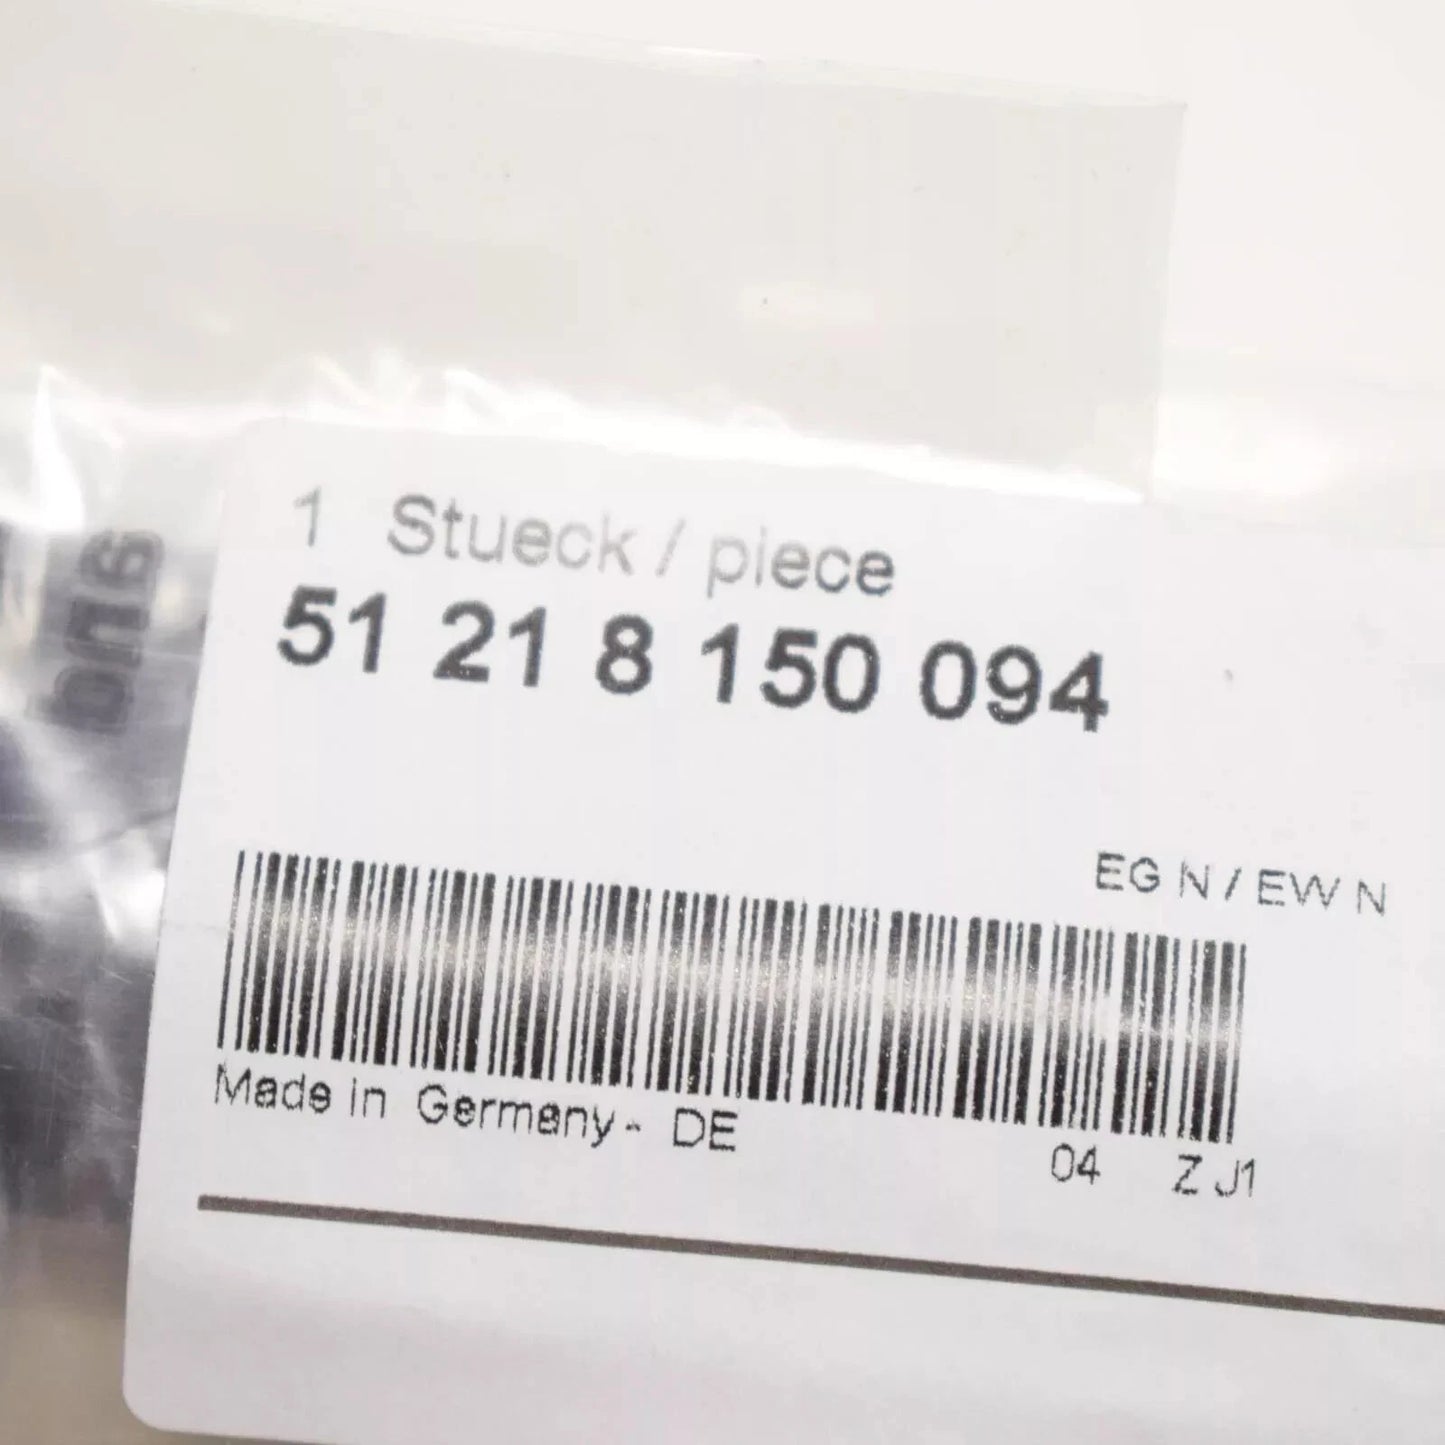 1 Stueck / piece
51 21 8 150 094
EG N / EW N
Made in Germany - DE
04 Z J1